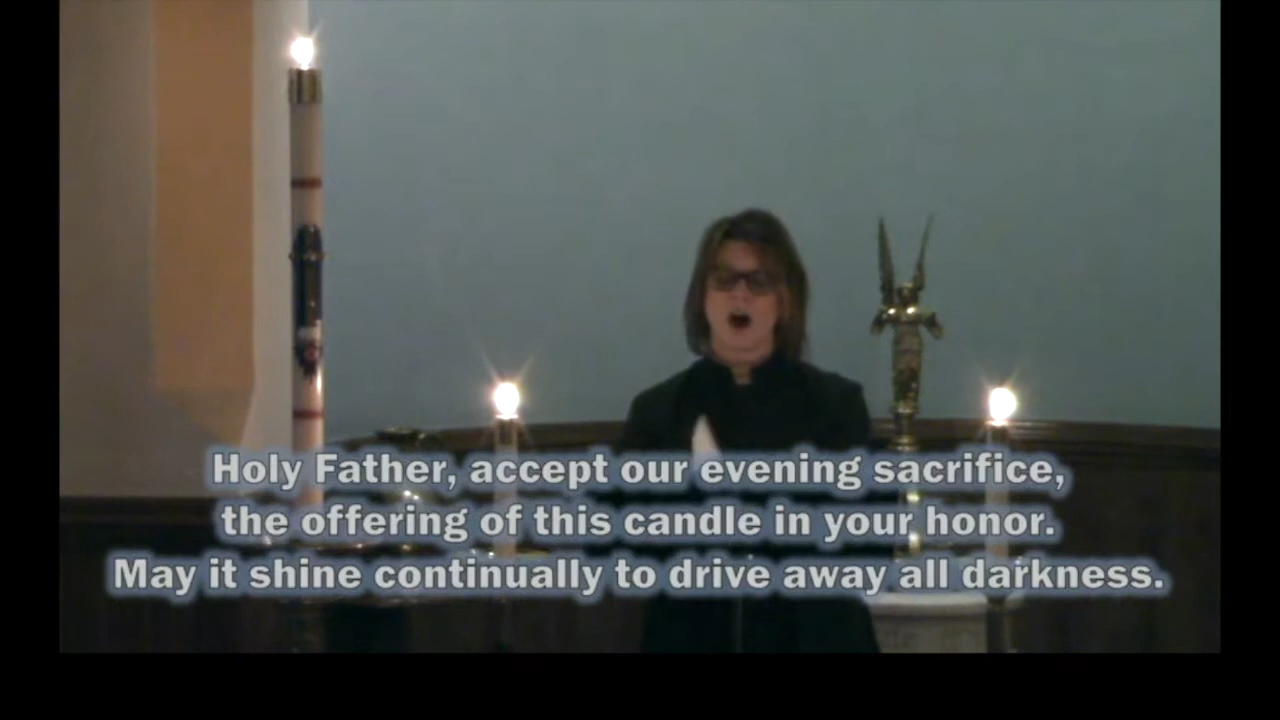 Holy Father, accept our evening sacrifice,
the offering of this candle in your honor.
May it shine continually to drive away all darkness.